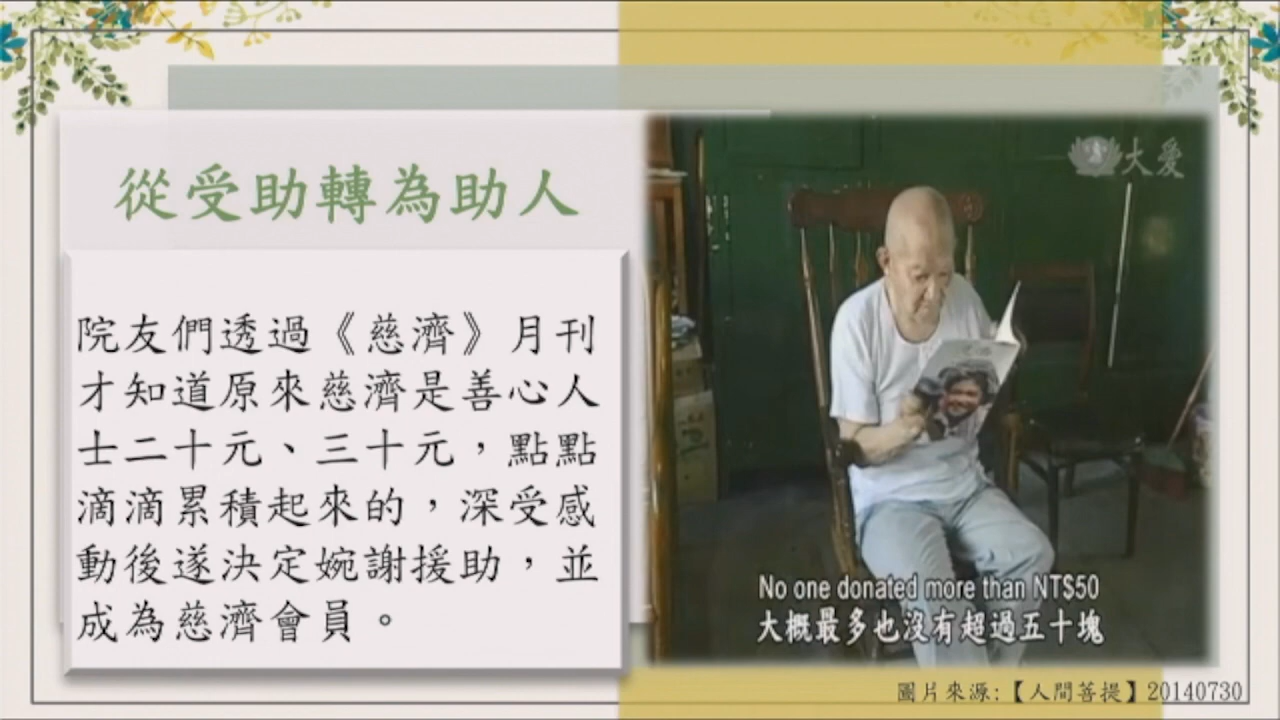 從受助轉為助人
院友們透過《慈濟》月刊
才知道原來慈濟是善心人
士二十元、三十元，點點
滴滴累積起來的，深受感
動後遂決定婉謝援助，並
成為慈濟會員。
大愛
No one donated more than NT$50
大概最多也沒有超過五十塊
圖片來源:【人間菩提】20140730